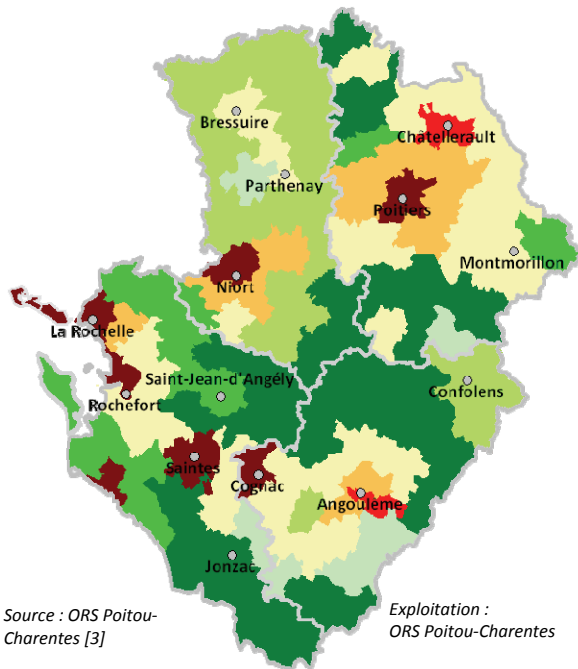 Bressuire
Châtellerault
Parthenay
Poitiers
Montmorillon
Niort
La Rochelle
Saint-Jean-d'Angély
Confolens
Rochefort
Saintes
Cognac
Angoulême
Jonzac
Source : ORS Poitou-
Charentes [3]
Exploitation :
ORS Poitou-Charentes